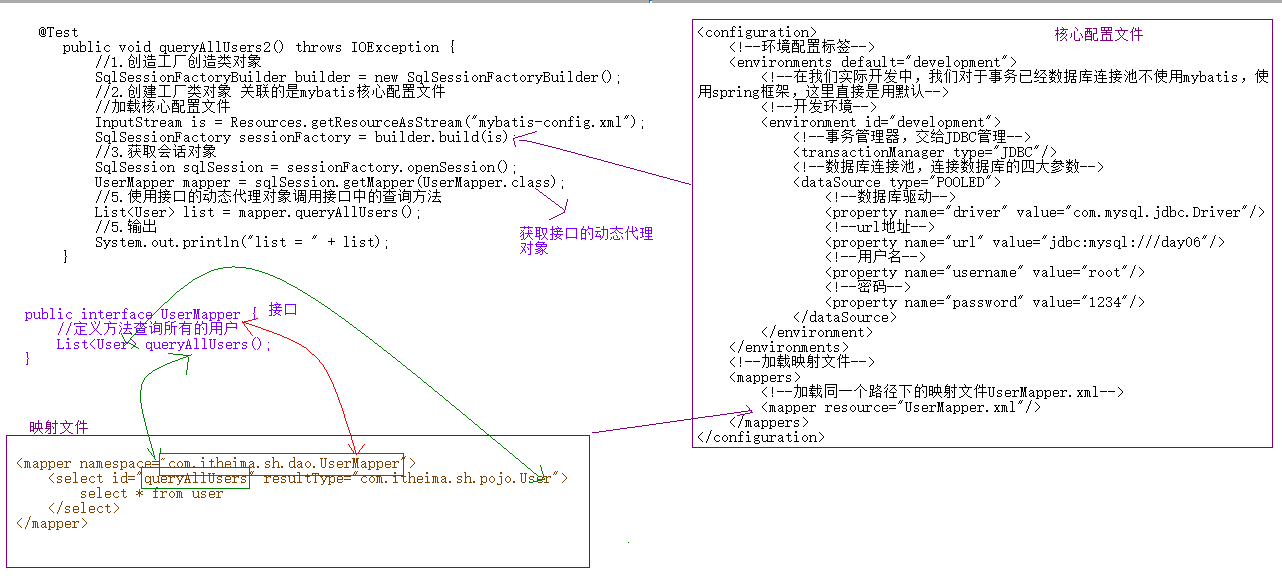 @Test
public void queryAllUsers2() throws IOException {
//1.创造工厂创造类对象
SqlSessionFactoryBuilder builder = new SqlSessionFactoryBuilder();
//2.创建工厂类对象 关联的是mybatis核心配置文件
//加载核心配置文件
InputStream is = Resources.getResourceAsStream("mybatis-config.xml");
SqlSessionFactory sessionFactory = builder.build(is)
//3.获取会话对象
SqlSession sqlSession = sessionFactory.openSession();
UserMapper mapper = sqlSession.getMapper(UserMapper.class);
//5.使用接口的动态代理对象调用接口中的查询方法
List<User> list = mapper.queryAllUsers();
//5.输出
System.out.println("list = " + list);
}
获取接口的动态代理
对象
public interface UserMapper {
接口
//定义方法查询所有的用户
List<User> queryAllUsers();
}
映射文件
<mapper namespace="com.itheima.sh.dao.UserMapper">
<select id="queryAllUsers" resultType="com.itheima.sh.pojo.User">
select * from user
</select>
</mapper>
核心配置文件
<configuration>
<!--环境配置标签-->
<environments default="development">
<!--在我们实际开发中，我们对于事务已经数据库连接池不使用mybatis，使
用spring框架，这里直接是用默认-->
<!--开发环境-->
<environment id="development">
<!--事务管理器，交给JDBC管理-->
<transactionManager type="JDBC"/>
<!--数据库连接池，连接数据库的四大参数-->
<dataSource type="POOLED">
<!--数据库驱动-->
<property name="driver" value="com.mysql.jdbc.Driver"/>
<!--url地址-->
<property name="url" value="jdbc:mysql:///day06"/>
<!--用户名-->
<property name="username" value="root"/>
<!--密码-->
<property name="password" value="1234"/>
</dataSource>
</environment>
</environments>
<!--加载映射文件-->
<mappers>
<!--加载同一个路径下的映射文件UserMapper.xml-->
<mapper resource="UserMapper.xml"/>
</mappers>
</configuration>